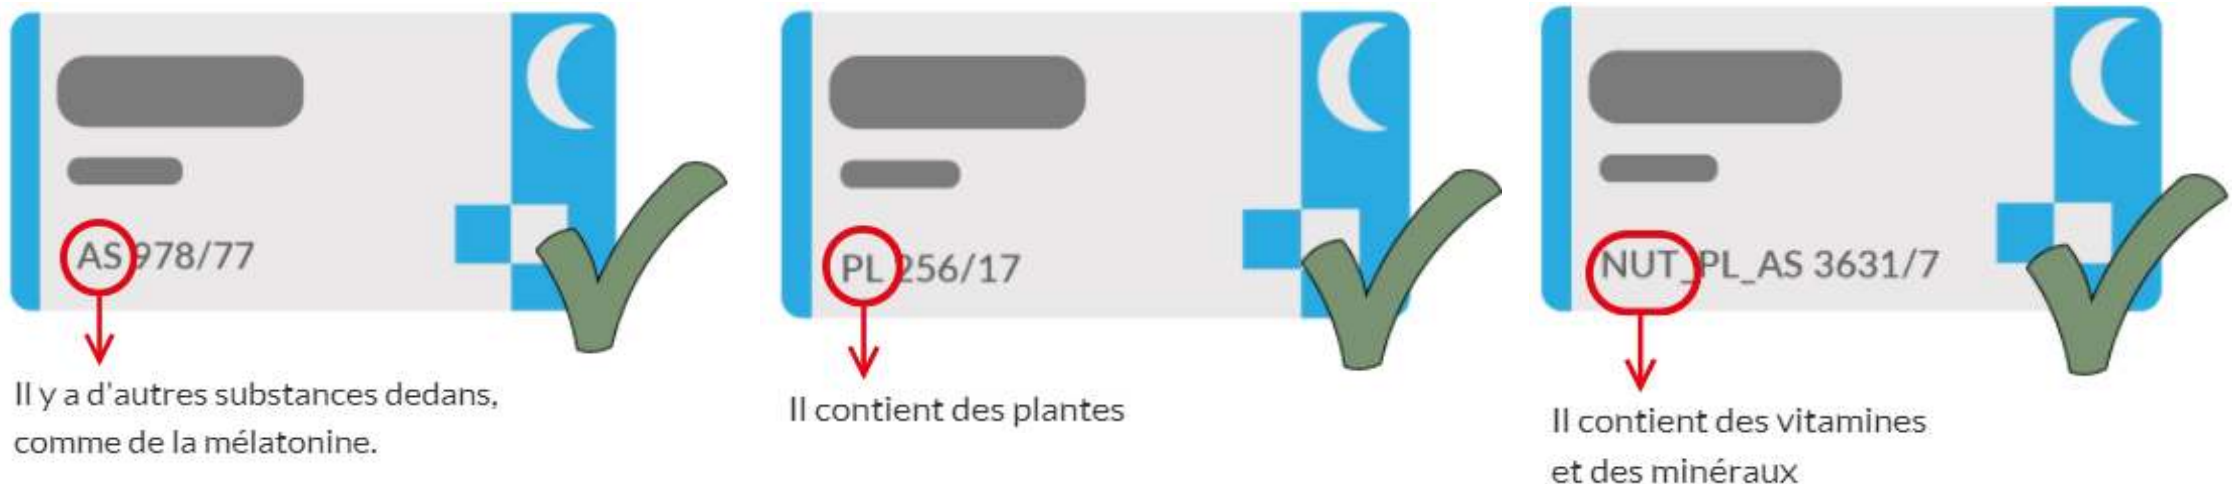 AS 978/77
Il y a d'autres substances dedans,
comme de la mélatonine.
PL 256/17
Il contient des plantes
NUT_PL_AS 3631/7
Il contient des vitamines
et des minéraux